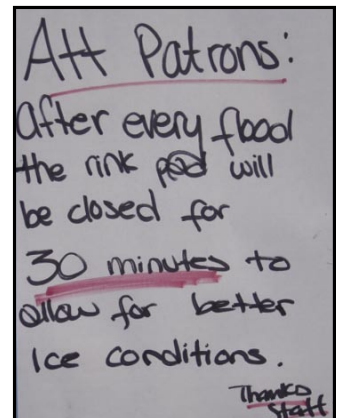 Att Patrons:
After every flood
the rink pad will
be closed for
30 minutes to
allow for better
Ice conditions.
Thanks
Staff